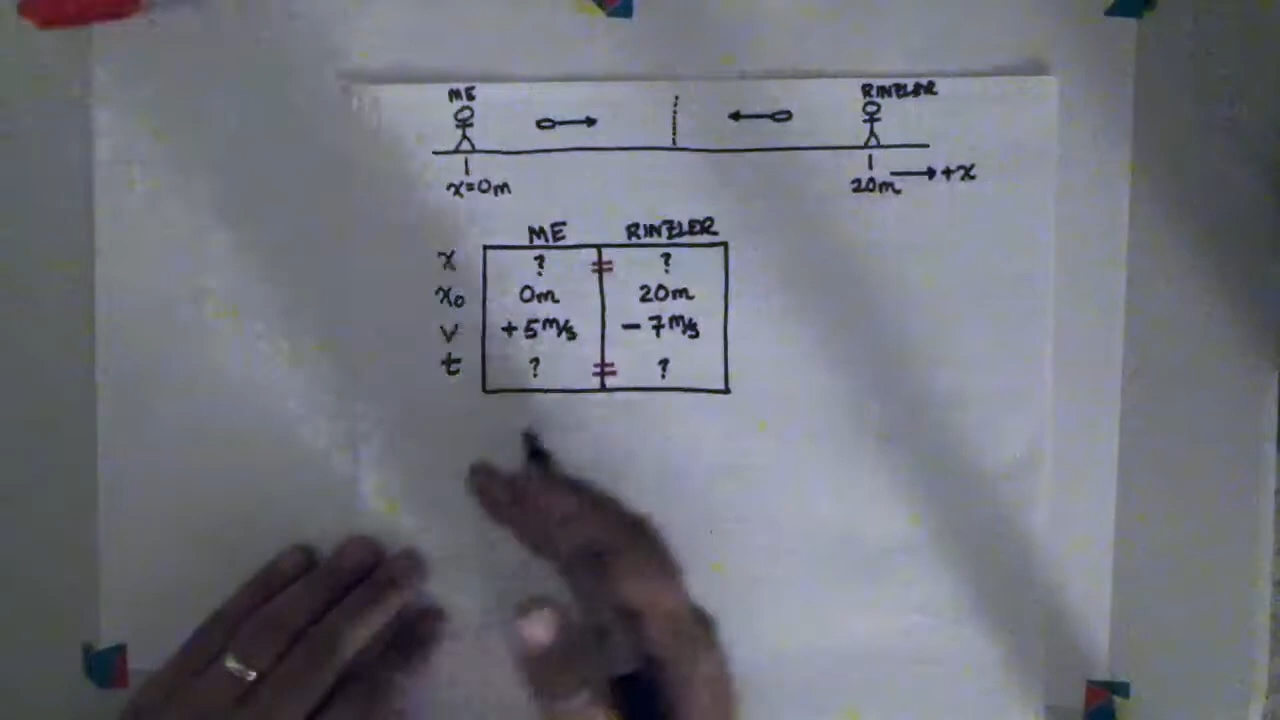 ME RINZLER
x=0m 20m +x
ME RINZLER
x ? = ?
x₀ 0m 20m
v +5m/s -7m/s
t ? = ?